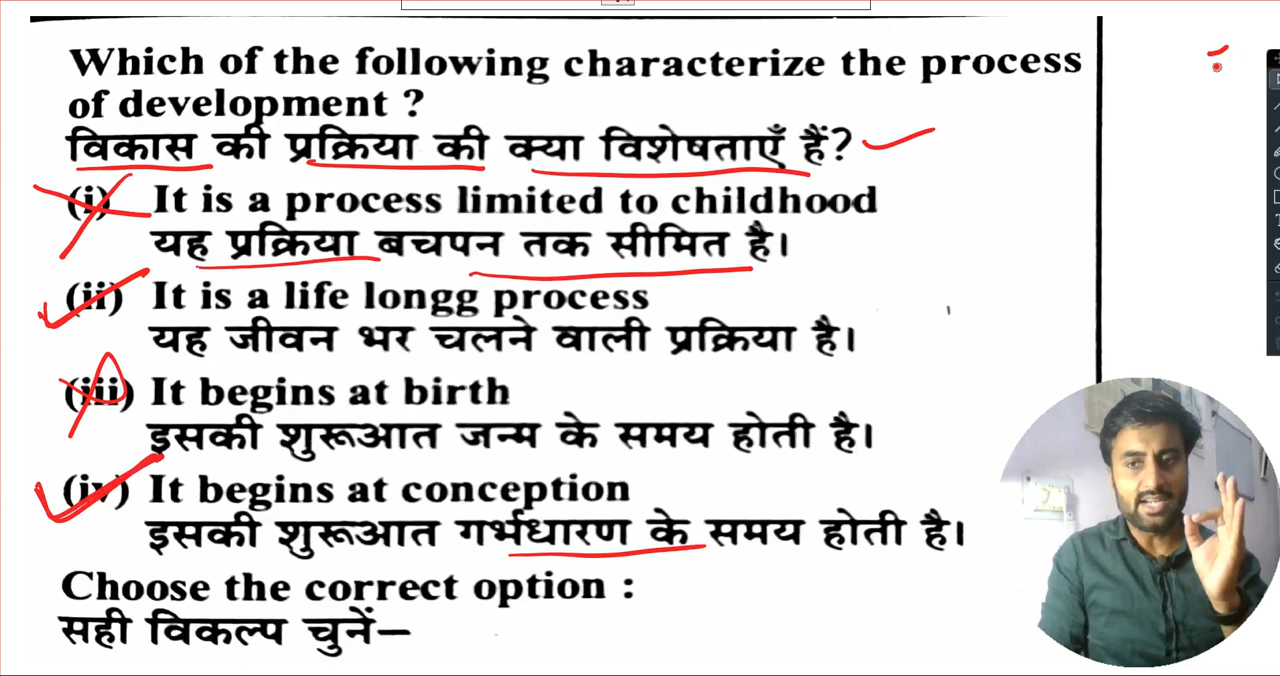 Which of the following characterize the process
of development ?
विकास की प्रक्रिया की क्या विशेषताएँ हैं?
(i) It is a process limited to childhood
यह प्रक्रिया बचपन तक सीमित है।
(ii) It is a life longg process
यह जीवन भर चलने वाली प्रक्रिया है।
(iii) It begins at birth
इसकी शुरूआत जन्म के समय होती है।
(iv) It begins at conception
इसकी शुरूआत गर्भधारण के समय होती है।
Choose the correct option :
सही विकल्प चुनें—